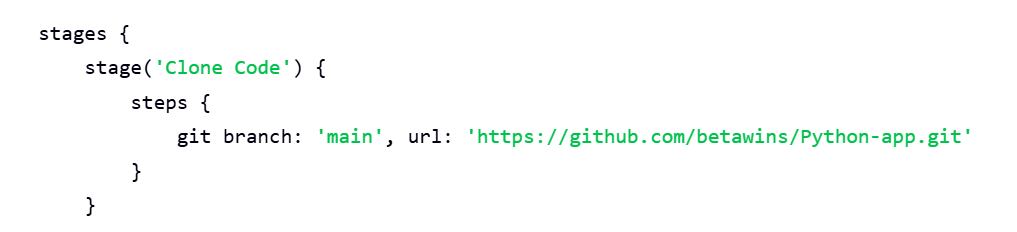 stages {
    stage('Clone Code') {
        steps {
            git branch: 'main', url: 'https://github.com/betawins/Python-app.git'
        }
    }